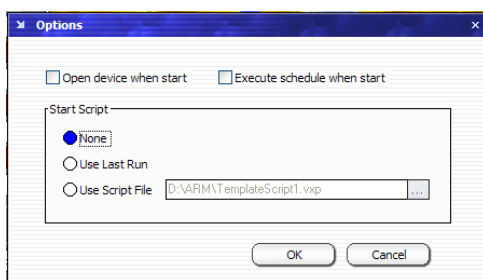 Options
Open device when start Execute schedule when start
Start Script
None
Use Last Run
Use Script File D:\ARM\TemplateScript1.vxp ...
OK Cancel